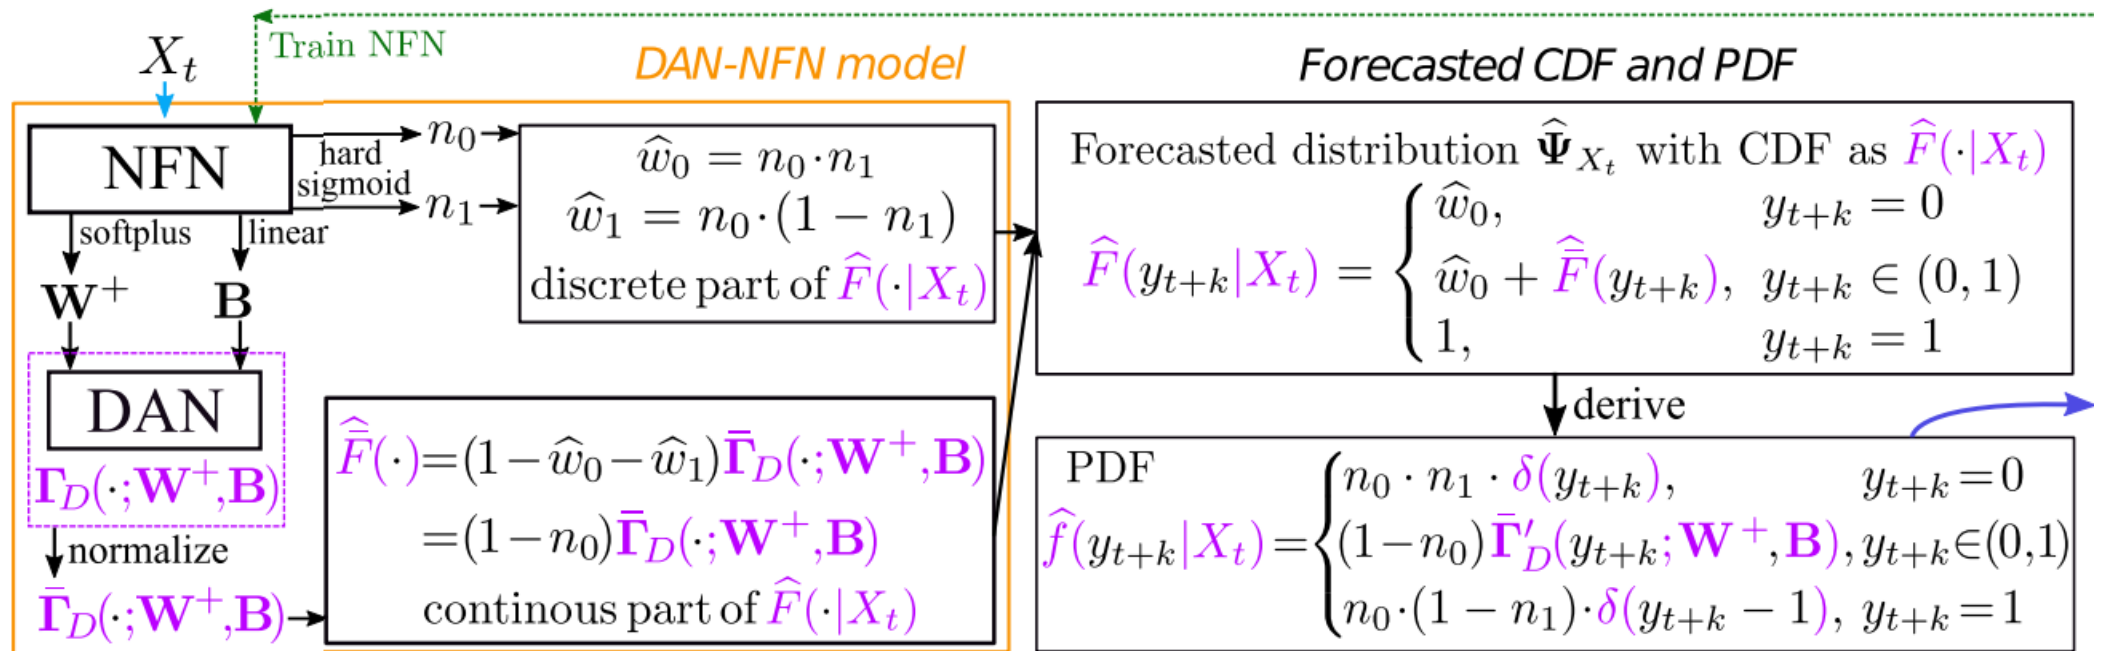 Train NFN
X_t
DAN-NFN model
Forecasted CDF and PDF
NFN
hard
sigmoid
n_0
n_1
softplus
linear
W^+
B
DAN
Γ_D(·;W^+,B)
normalize
Γ̄_D(·;W^+,B)
ŵ_0 = n_0·n_1
ŵ_1 = n_0·(1 − n_1)
discrete part of F̂(·|X_t)
F̄̂(·)=(1−ŵ_0−ŵ_1)Γ̄_D(·;W^+,B)
=(1−n_0)Γ̄_D(·;W^+,B)
continous part of F̂(·|X_t)
Forecasted distribution Ψ̂_{X_t} with CDF as F̂(·|X_t)
F̂(y_{t+k}|X_t) = {
ŵ_0, y_{t+k} = 0
ŵ_0 + F̄̂(y_{t+k}), y_{t+k} ∈ (0, 1)
1, y_{t+k} = 1
derive
PDF
f̂(y_{t+k}|X_t) = {
n_0 · n_1 · δ(y_{t+k}), y_{t+k} = 0
(1−n_0)Γ̄′_D(y_{t+k};W^+,B), y_{t+k}∈(0,1)
n_0·(1 − n_1)·δ(y_{t+k} − 1), y_{t+k} = 1